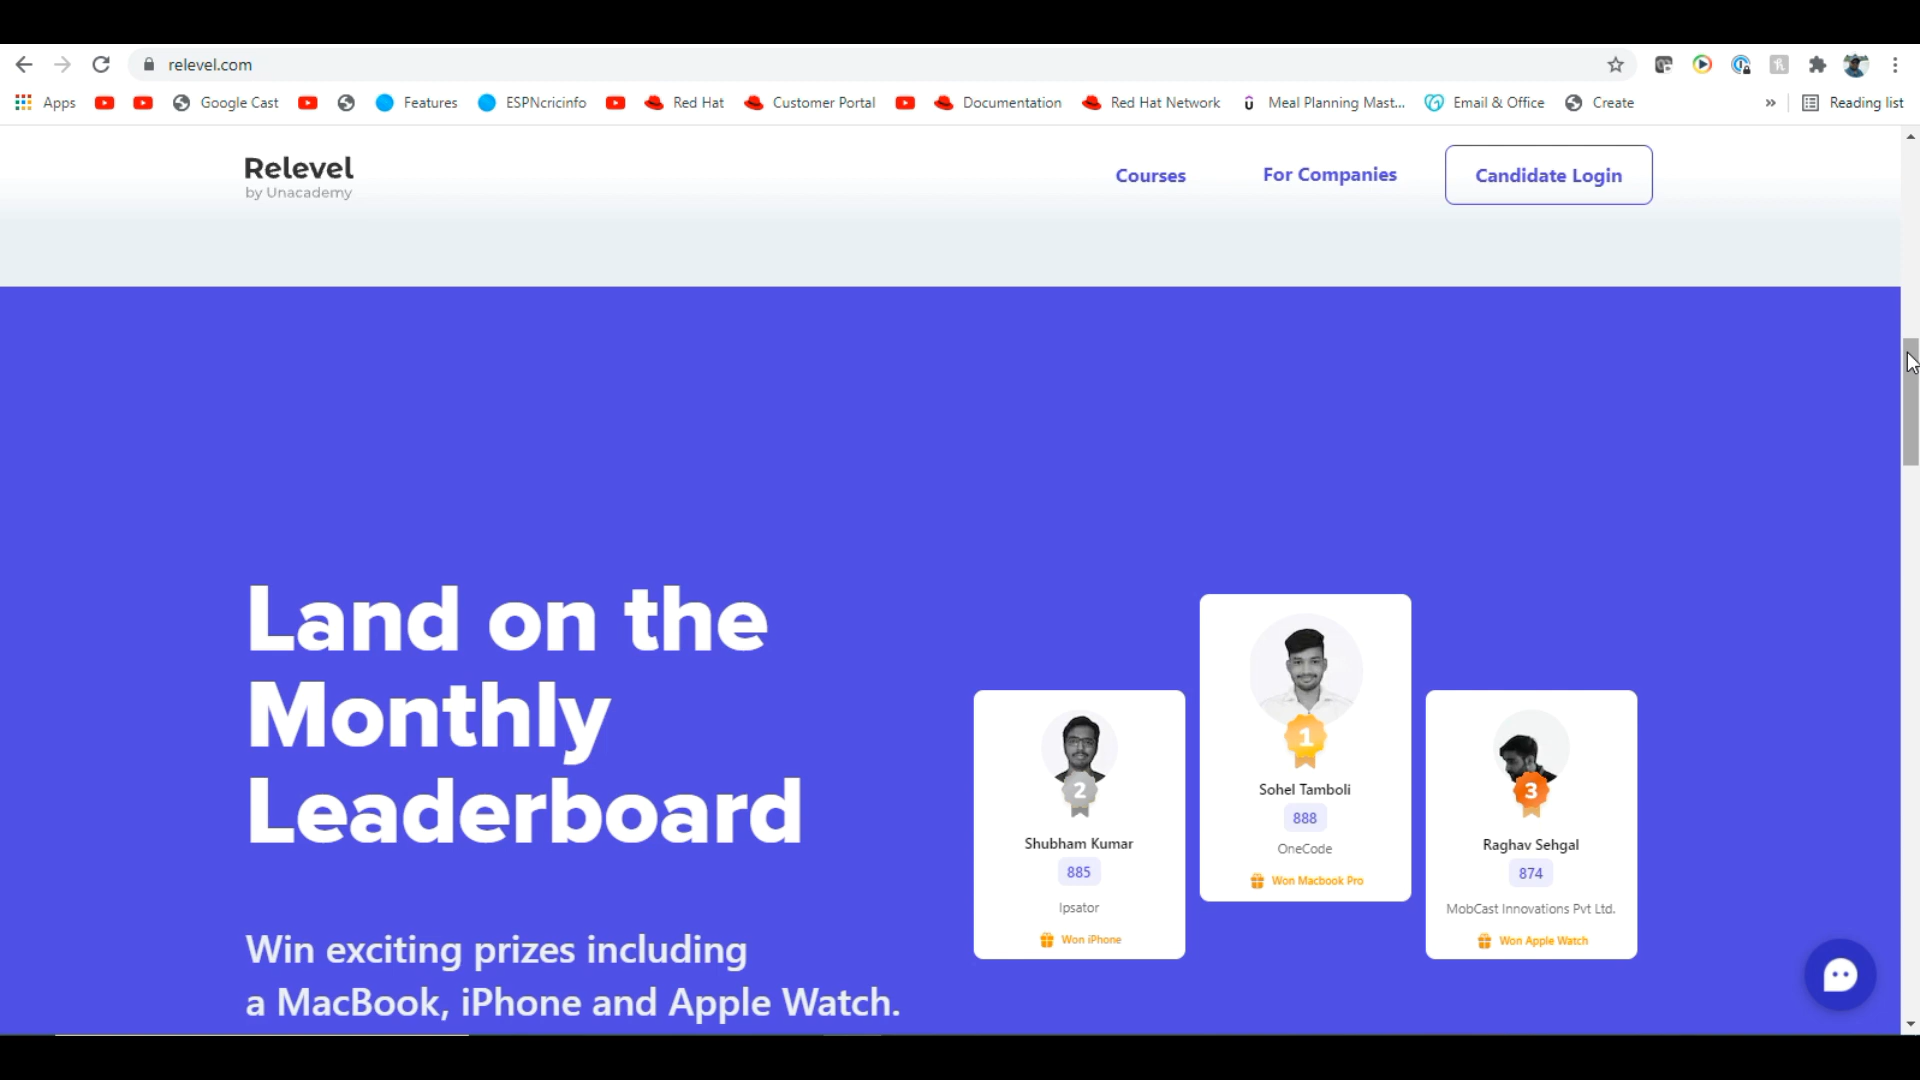 relevel.com
Apps
Google Cast
Features
ESPNcricinfo
Red Hat
Customer Portal
Documentation
Red Hat Network
Meal Planning Mast...
Email & Office
Create
»
Reading list
Relevel
by Unacademy
Courses
For Companies
Candidate Login
Land on the
Monthly
Leaderboard
Win exciting prizes including
a MacBook, iPhone and Apple Watch.
2
Shubham Kumar
885
Ipsator
Won iPhone
1
Sohel Tamboli
888
OneCode
Won Macbook Pro
3
Raghav Sehgal
874
MobCast Innovations Pvt Ltd.
Won Apple Watch